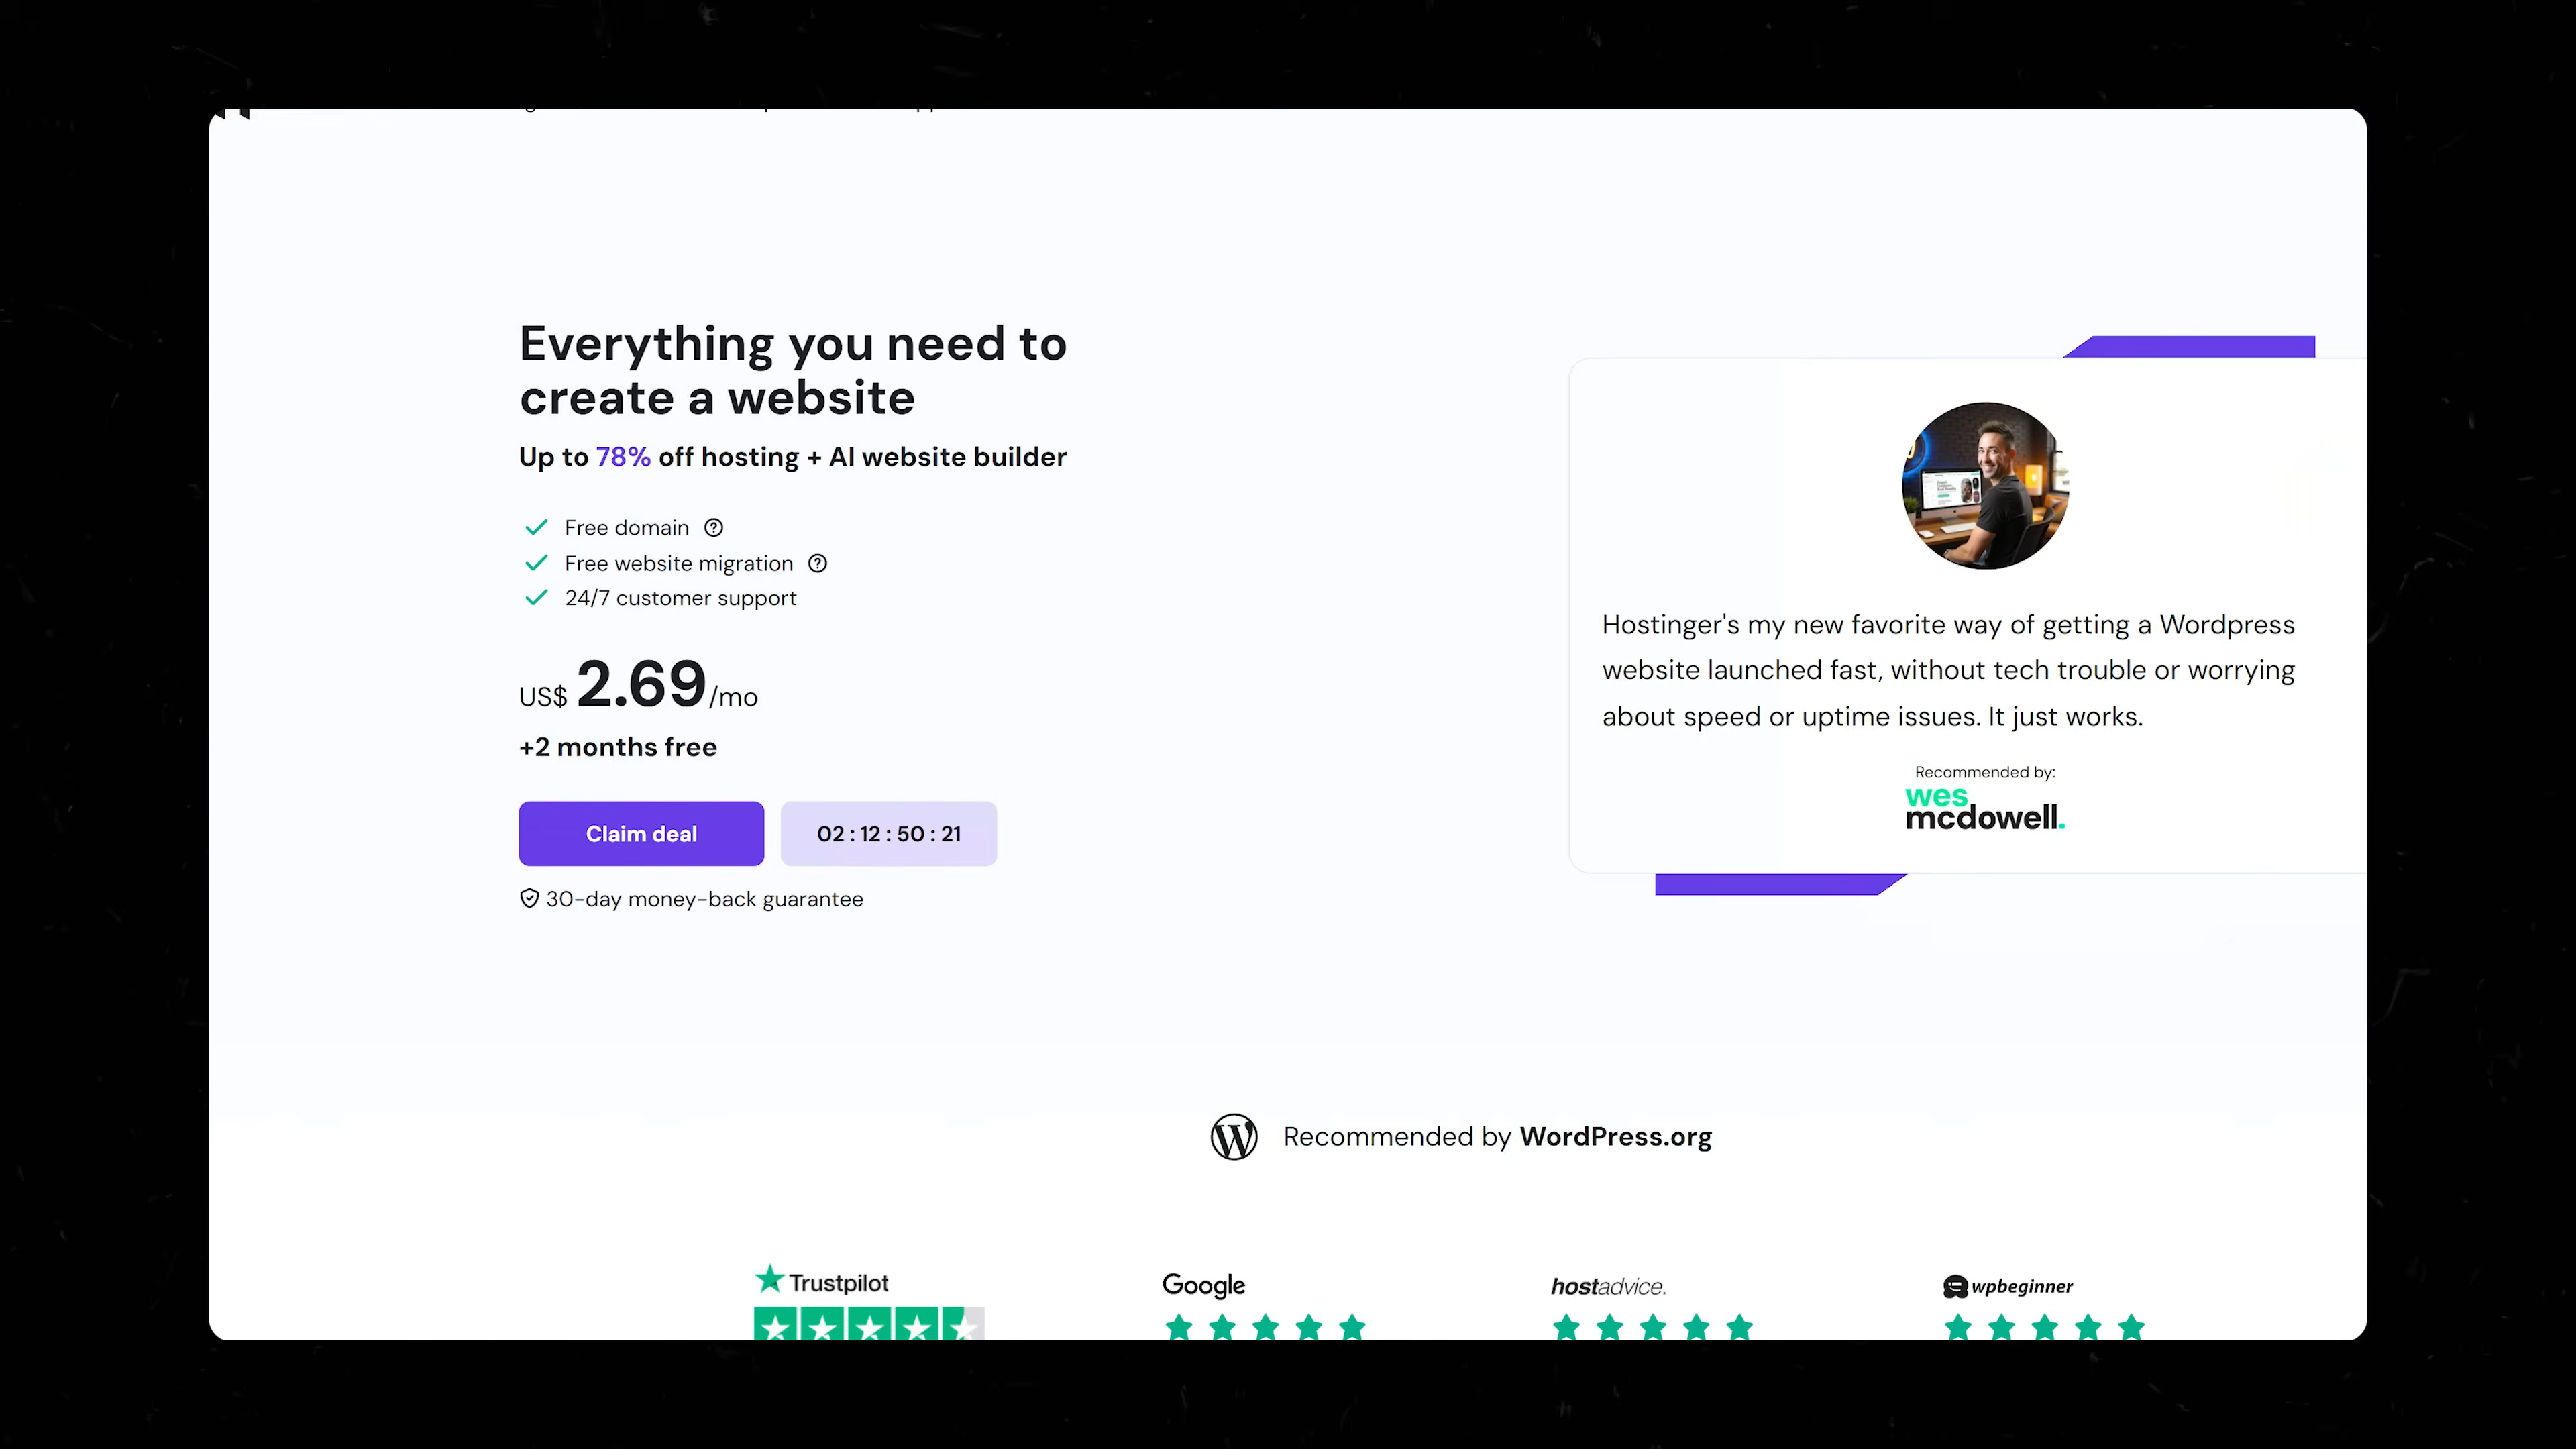 Everything you need to
create a website
Up to 78% off hosting + AI website builder
Free domain
Free website migration
24/7 customer support
US$ 2.69/mo
+2 months free
Claim deal
02 : 12 : 50 : 21
30-day money-back guarantee
Hostinger's my new favorite way of getting a Wordpress
website launched fast, without tech trouble or worrying
about speed or uptime issues. It just works.
Recommended by:
wes
mcdowell.
Recommended by WordPress.org
Trustpilot
Google
hostadvice.
wpbeginner